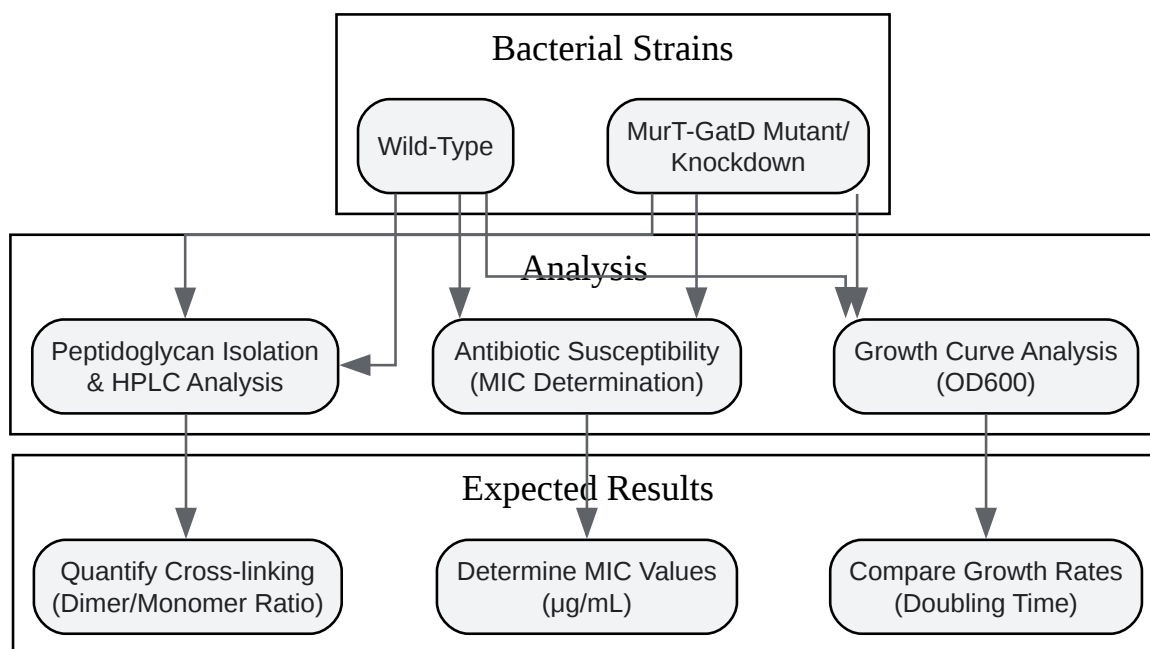 Bacterial Strains
Wild-Type
MurT-GatD Mutant/
Knockdown
Analysis
Peptidoglycan Isolation
& HPLC Analysis
Antibiotic Susceptibility
(MIC Determination)
Growth Curve Analysis
(OD600)
Expected Results
Quantify Cross-linking
(Dimer/Monomer Ratio)
Determine MIC Values
(µg/mL)
Compare Growth Rates
(Doubling Time)